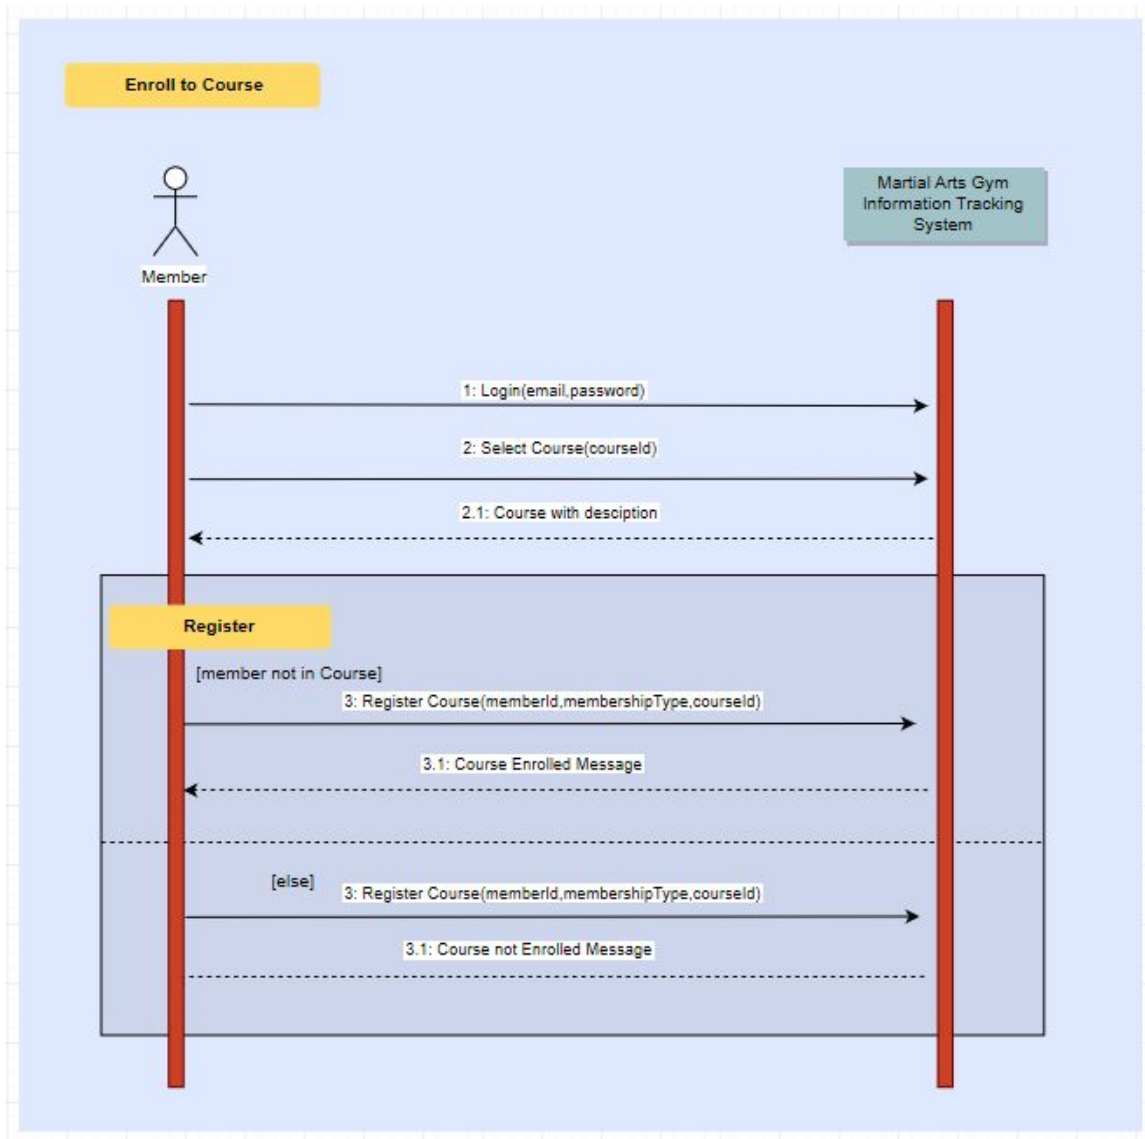 Enroll to Course
Martial Arts Gym
Information Tracking
System
Member
1: Login(email,password)
2: Select Course(courseId)
2.1: Course with desciption
Register
[member not in Course]
3: Register Course(memberId,membershipType,courseId)
3.1: Course Enrolled Message
[else]
3: Register Course(memberId,membershipType,courseId)
3.1: Course not Enrolled Message